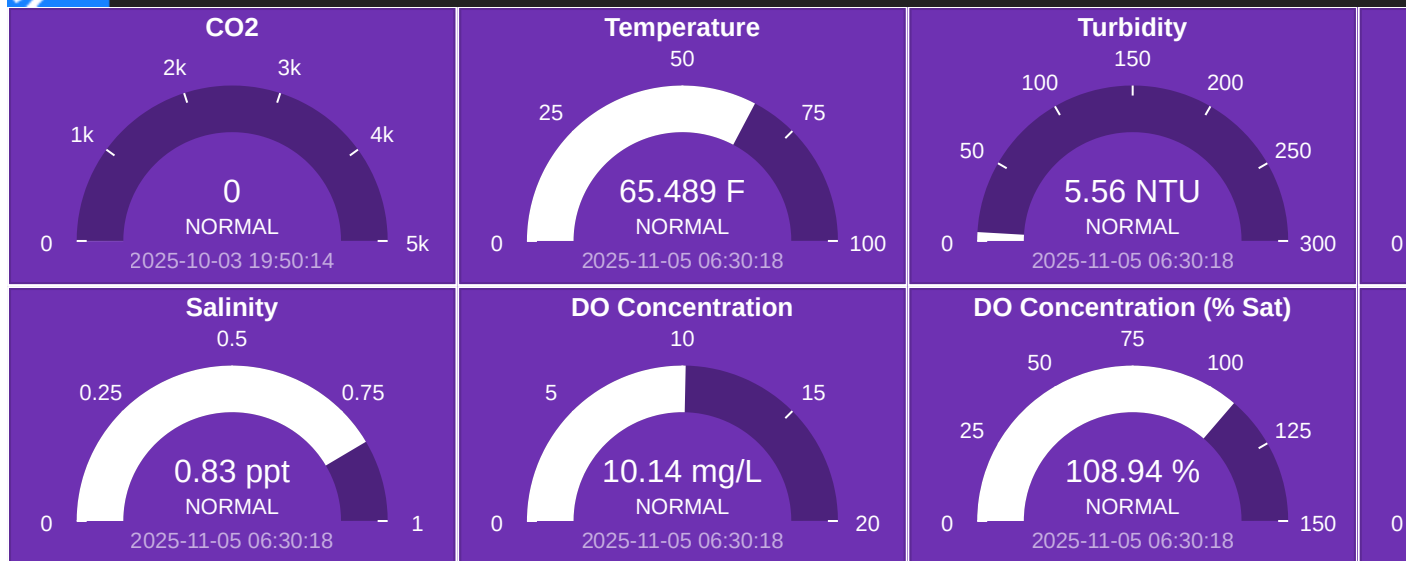 CO2
2k
3k
1k
4k
0
5k
0
NORMAL
2025-10-03 19:50:14
Temperature
50
25
75
0
100
65.489 F
NORMAL
2025-11-05 06:30:18
Turbidity
150
100
200
50
250
0
300
5.56 NTU
NORMAL
2025-11-05 06:30:18
0
Salinity
0.5
0.25
0.75
0
1
0.83 ppt
NORMAL
2025-11-05 06:30:18
DO Concentration
10
5
15
0
20
10.14 mg/L
NORMAL
2025-11-05 06:30:18
DO Concentration (% Sat)
75
50
100
25
125
0
150
108.94 %
NORMAL
2025-11-05 06:30:18
0